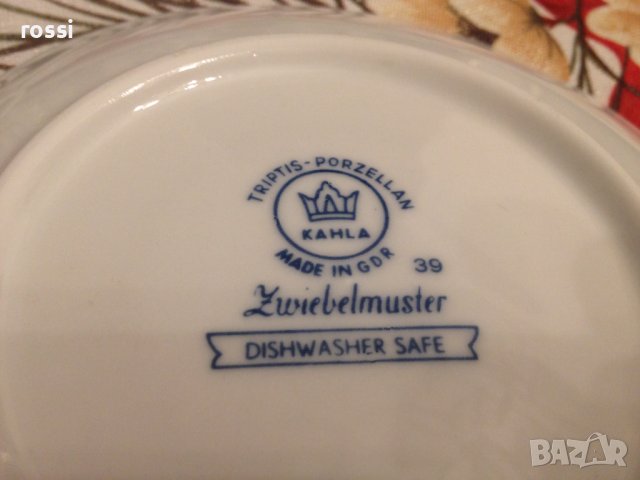 rossi
TRIPTIS-PORZELLAN
KAHLA
MADE IN GDR
39
Zwiebelmuster
DISHWASHER SAFE
BAZAR